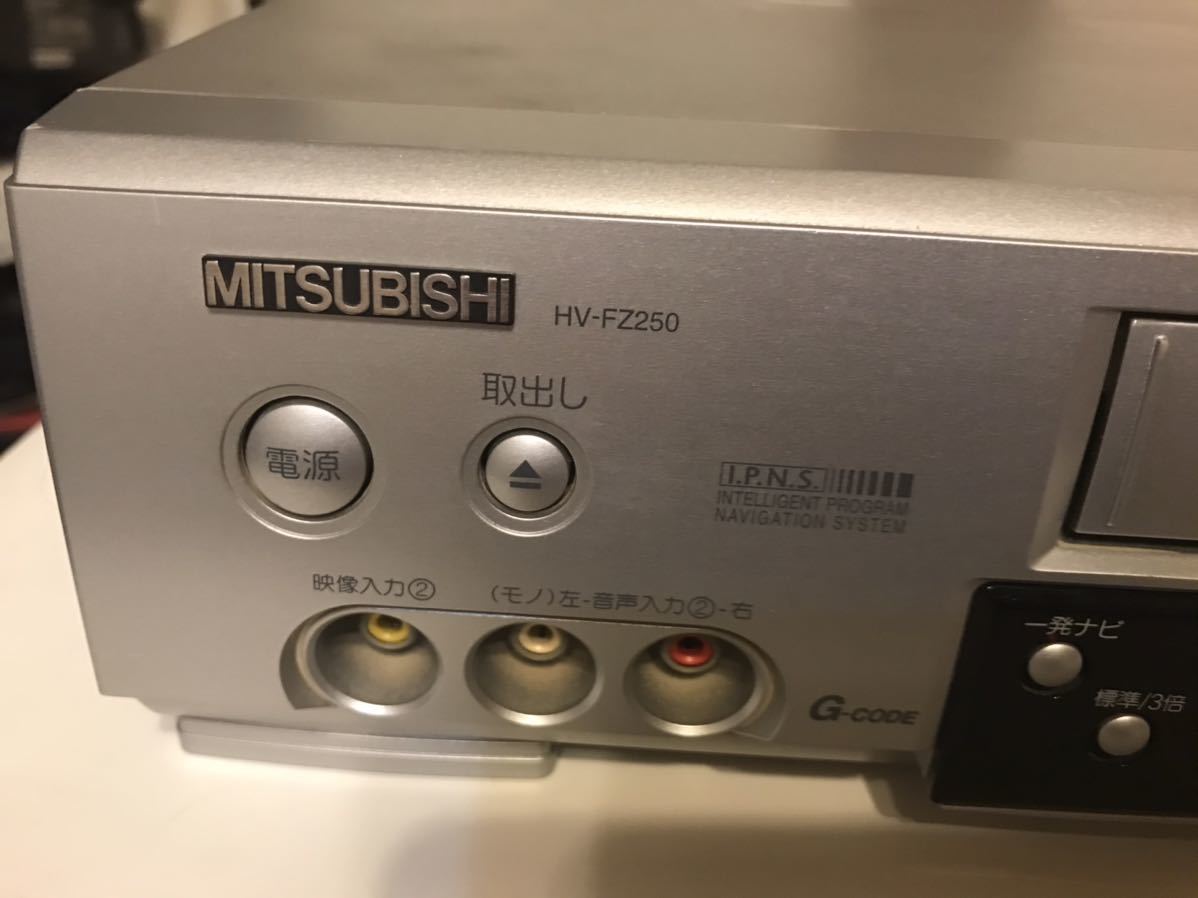 MITSUBISHI HV-FZ250
取出し
電源
I.P.N.S.
INTELLIGENT PROGRAM
NAVIGATION SYSTEM
映像入力②
(モノ)左-音声入力②-右
一発ナビ
標準/3倍
G-CODE